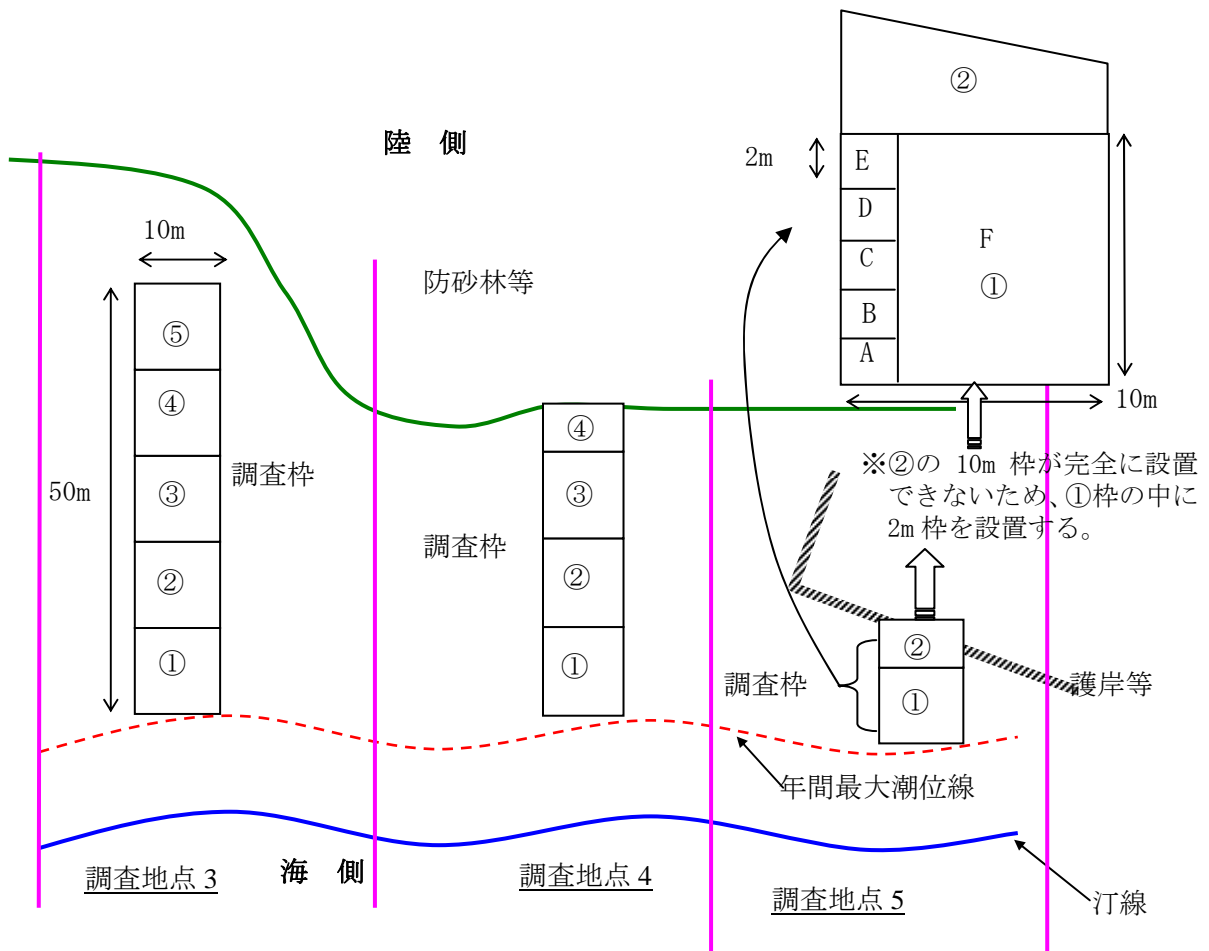 ②
陸 側
2m
E
D
C
B
A
F
①
10m
10m
防砂林等
50m
⑤
④
③
②
①
調査枠
④
③
②
①
調査枠
※②の 10m 枠が完全に設置
できないため、①枠の中に
2m 枠を設置する。
②
①
調査枠
護岸等
年間最大潮位線
海 側
調査地点 3
調査地点 4
調査地点 5
汀線